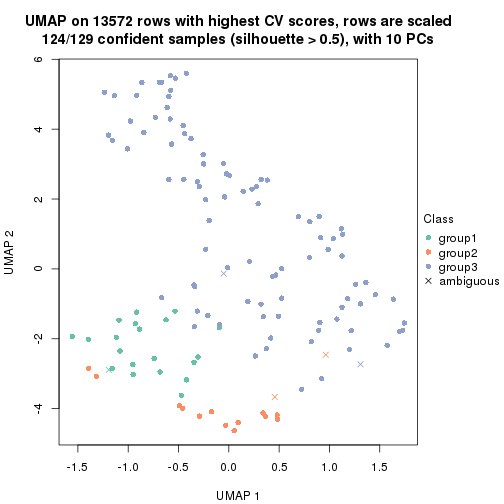 UMAP on 13572 rows with highest CV scores, rows are scaled
124/129 confident samples (silhouette > 0.5), with 10 PCs
6
4
2
0
-2
-4
UMAP 2
-1.5
-1.0
-0.5
0.0
0.5
1.0
1.5
UMAP 1
Class
group1
group2
group3
ambiguous